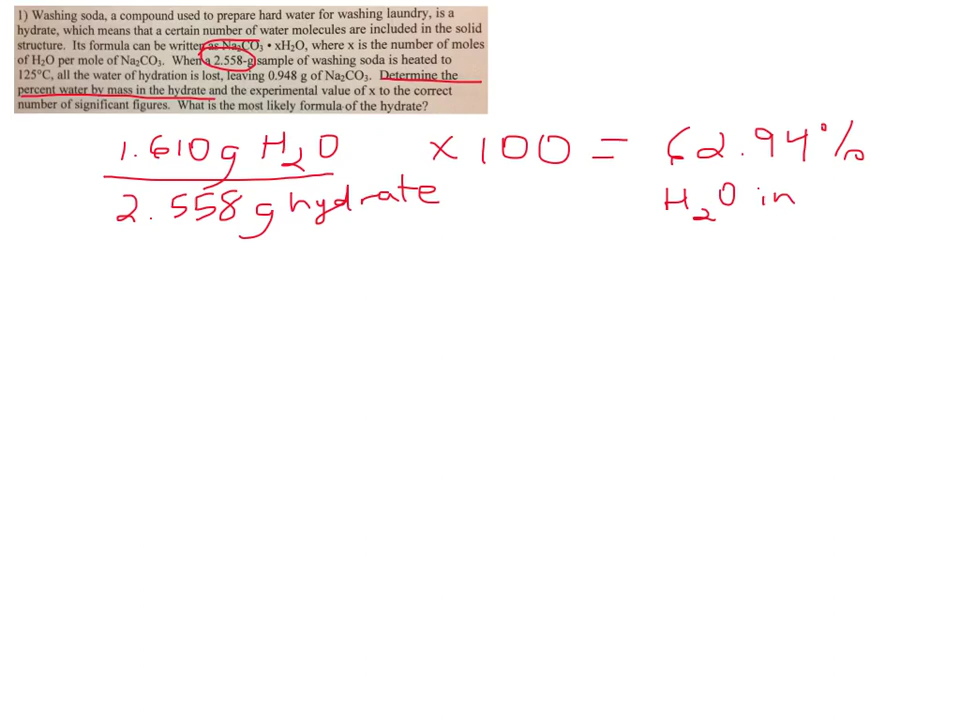 1) Washing soda, a compound used to prepare hard water for washing laundry, is a
hydrate, which means that a certain number of water molecules are included in the solid
structure. Its formula can be written as Na₂CO₃ • xH₂O, where x is the number of moles
of H₂O per mole of Na₂CO₃. When a 2.558-g sample of washing soda is heated to
125°C, all the water of hydration is lost, leaving 0.948 g of Na₂CO₃. Determine the
percent water by mass in the hydrate and the experimental value of x to the correct
number of significant figures. What is the most likely formula of the hydrate?
1.610g H₂O x 100 = 62.94%
2.558 g hydrate H₂O in